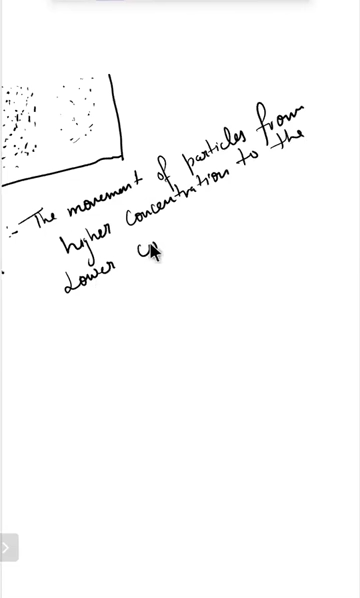 :- The movement of particles from
higher concentration to the
Lower